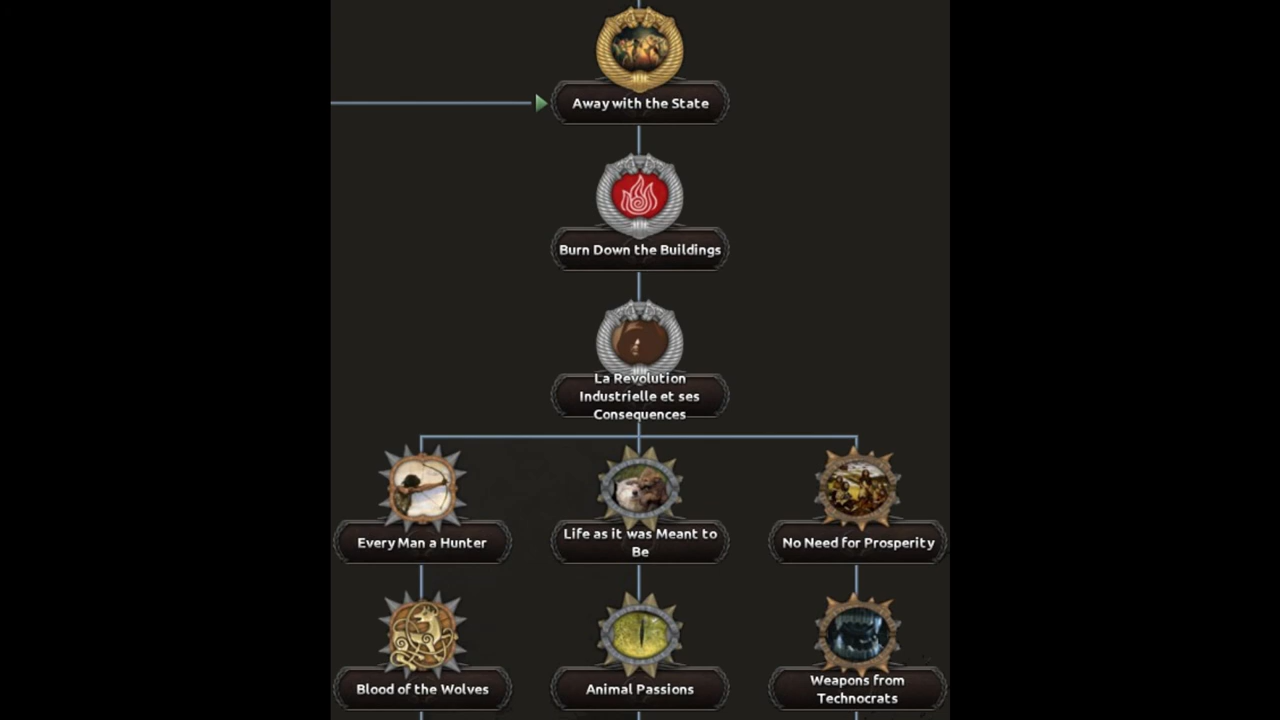 Away with the State
Burn Down the Buildings
La Revolution
Industrielle et ses
Consequences
Every Man a Hunter
Life as it was Meant to
Be
No Need for Prosperity
Blood of the Wolves
Animal Passions
Weapons from
Technocrats